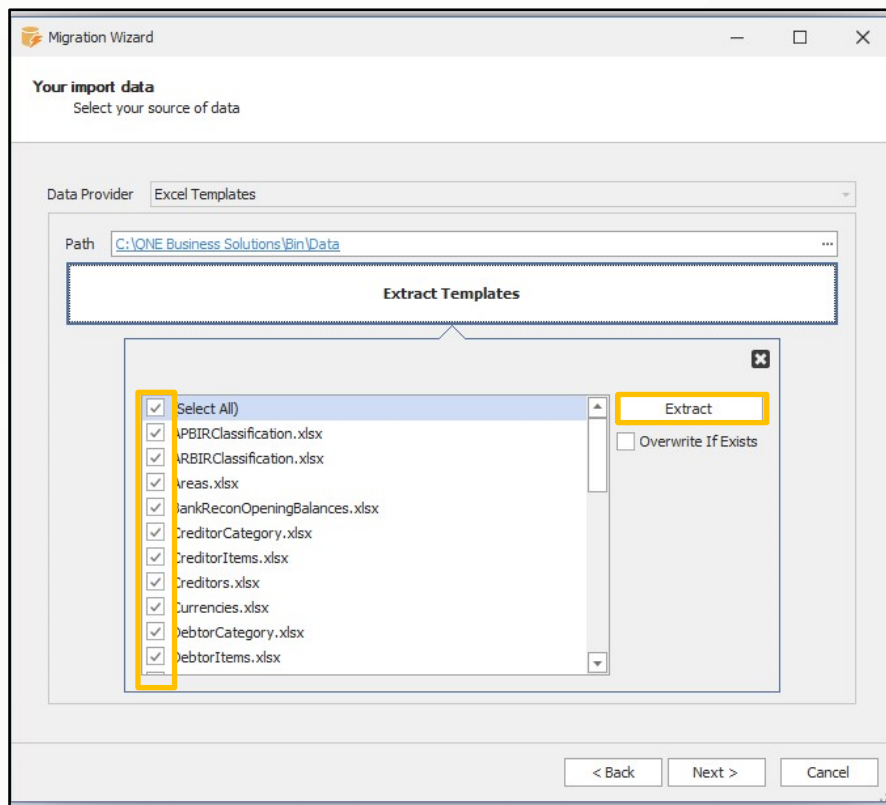 Migration Wizard
Your import data
Select your source of data
Data Provider Excel Templates
Path C:\QNE Business Solutions\Bin\Data ...
Extract Templates
(Select All)
Extract
APBIRClassification.xlsx
Overwrite If Exists
ARBIRClassification.xlsx
Areas.xlsx
BankReconOpeningBalances.xlsx
CreditorCategory.xlsx
CreditorItems.xlsx
Creditors.xlsx
Currencies.xlsx
DebtorCategory.xlsx
DebtorItems.xlsx
< Back Next > Cancel